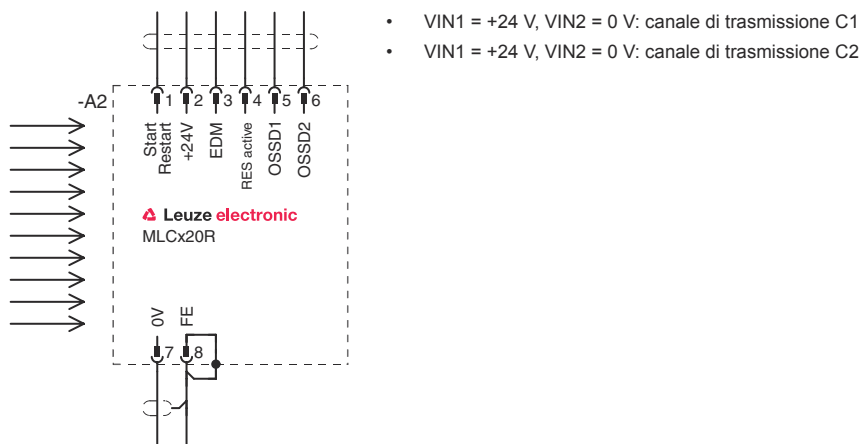 • VIN1 = +24 V, VIN2 = 0 V: canale di trasmissione C1
• VIN1 = +24 V, VIN2 = 0 V: canale di trasmissione C2
-A2
1 2 3 4 5 6
Start
Restart
+24V
EDM
RES active
OSSD1
OSSD2
Leuze electronic
MLCx20R
0V
FE
7 8